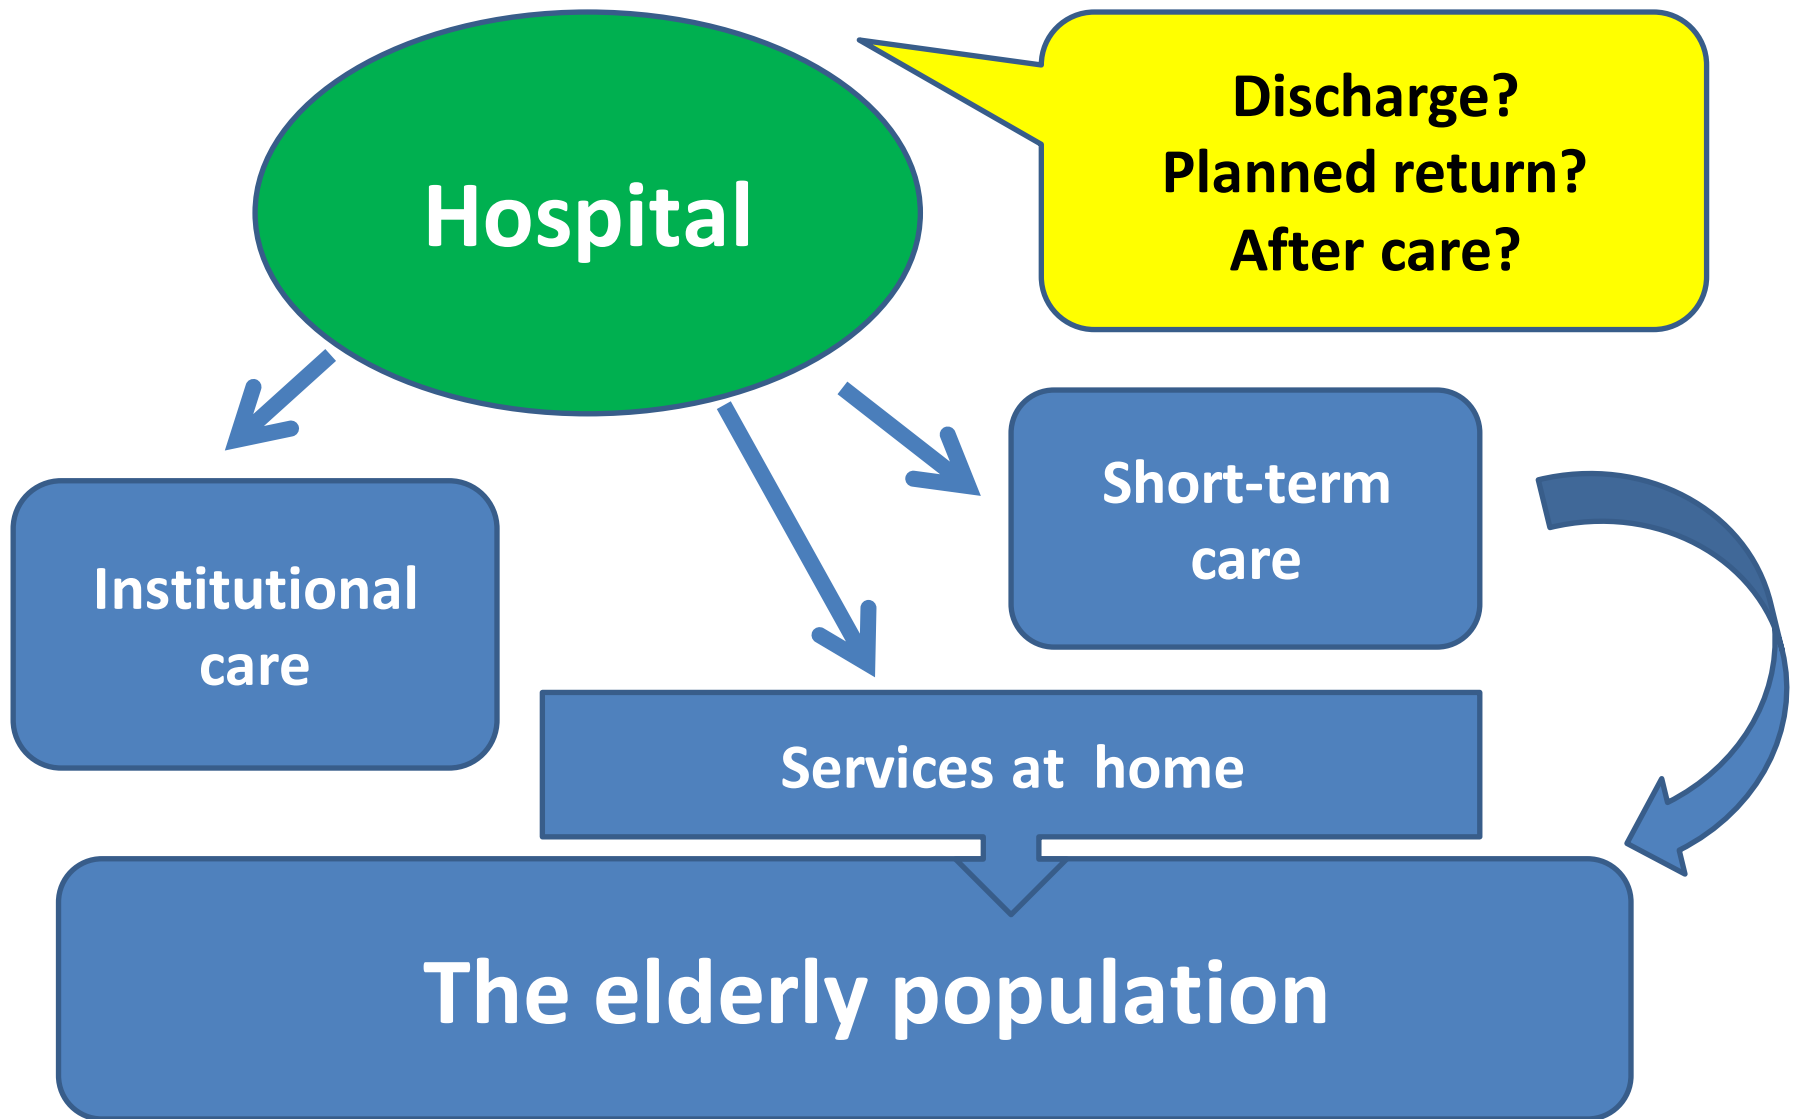 Hospital
Discharge?
Planned return?
After care?
Short-term
care
Institutional
care
Services at  home
The elderly population